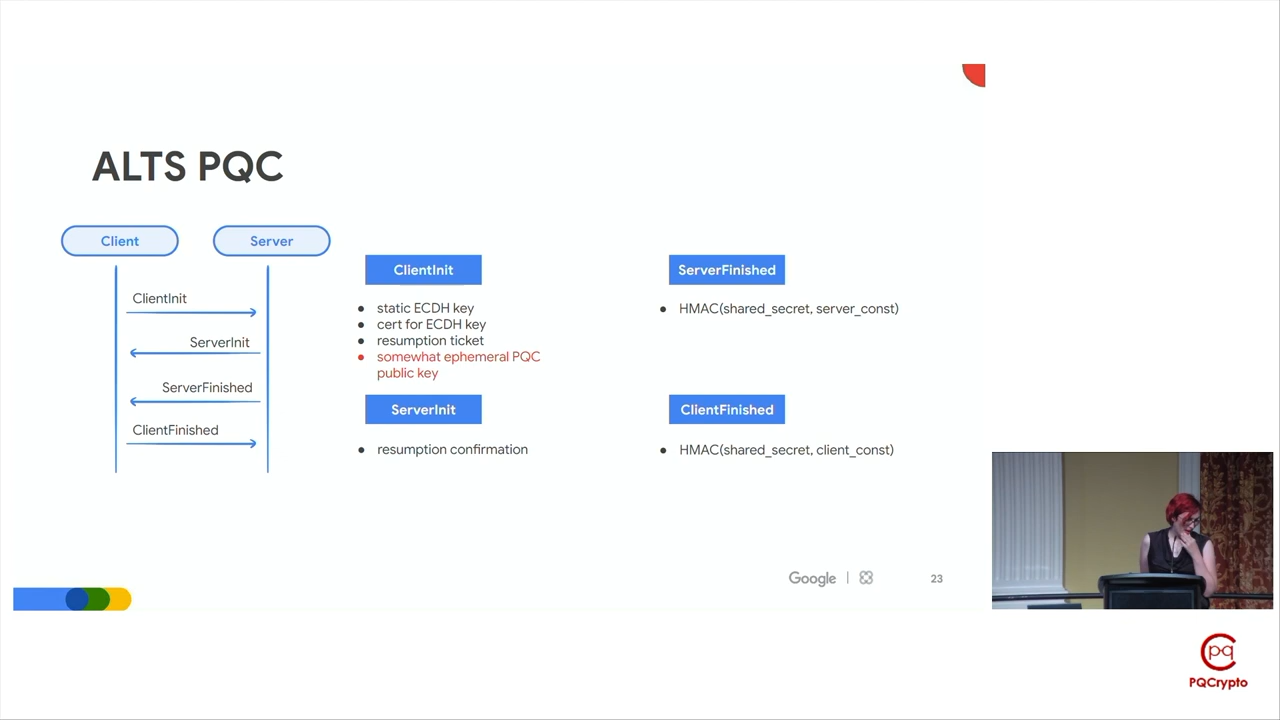 ALTS PQC
Client
Server
ClientInit
ServerInit
ServerFinished
ClientFinished
ClientInit
• static ECDH key
• cert for ECDH key
• resumption ticket
• somewhat ephemeral PQC
public key
ServerInit
• resumption confirmation
ServerFinished
• HMAC(shared_secret, server_const)
ClientFinished
• HMAC(shared_secret, client_const)
Google
23
pq
PQCrypto